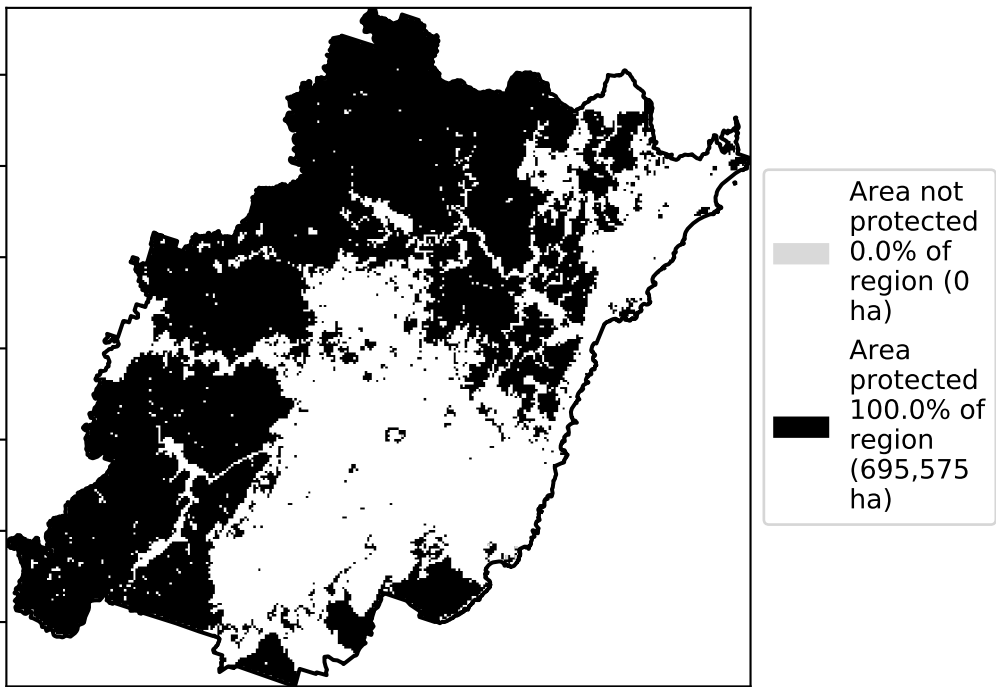 Area not
protected
0.0% of
region (0
ha)
Area
protected
100.0% of
region
(695,575
ha)